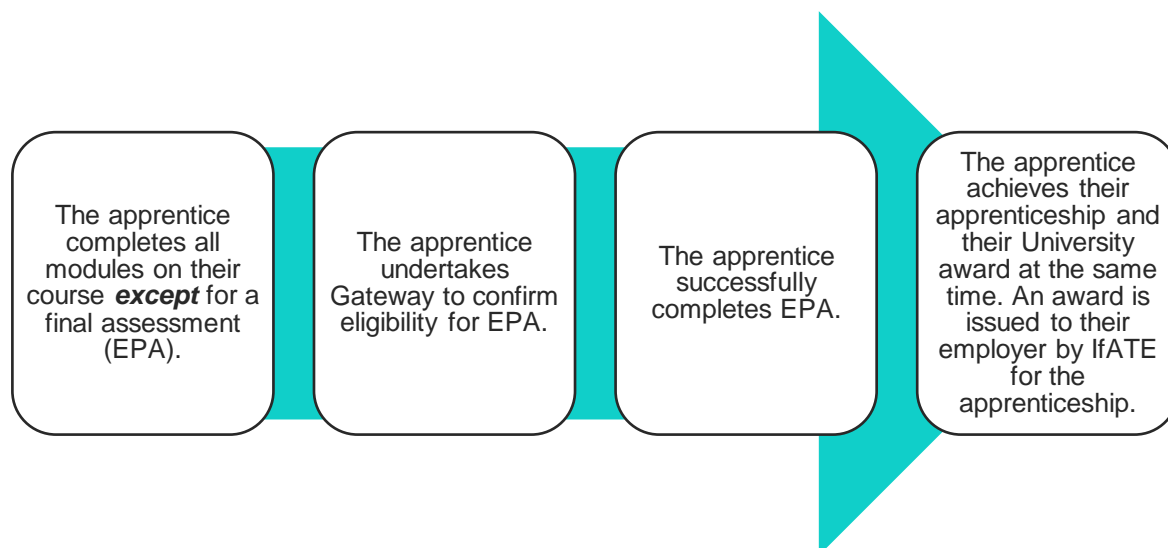 The apprentice
completes all
modules on their
course except for a
final assessment
(EPA).
The apprentice
undertakes
Gateway to confirm
eligibility for EPA.
The apprentice
successfully
completes EPA.
The apprentice
achieves their
apprenticeship and
their University
award at the same
time. An award is
issued to their
employer by IfATE
for the
apprenticeship.